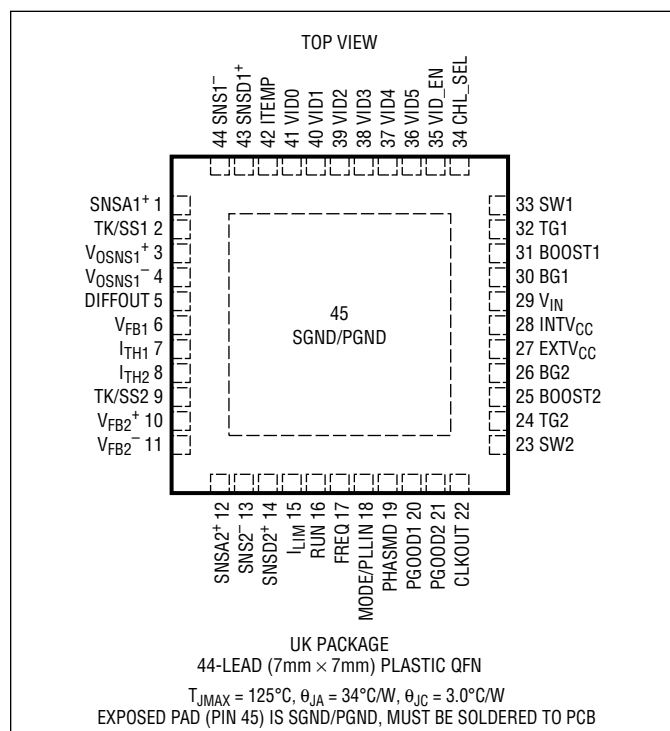 TOP VIEW
44 SNS1⁻
43 SNSD1⁺
42 ITEMP
41 VID0
40 VID1
39 VID2
38 VID3
37 VID4
36 VID5
35 VID_EN
34 CHL_SEL
SNSA1⁺ 1
TK/SS1 2
VOSNS1⁺ 3
VOSNS1⁻ 4
DIFFOUT 5
VFB1 6
ITH1 7
ITH2 8
TK/SS2 9
VFB2⁺ 10
VFB2⁻ 11
33 SW1
32 TG1
31 BOOST1
30 BG1
29 VIN
28 INTVCC
27 EXTVCC
26 BG2
25 BOOST2
24 TG2
23 SW2
45
SGND/PGND
SNSA2⁺ 12
SNS2⁻ 13
SNSD2⁺ 14
ILIM 15
RUN 16
FREQ 17
MODE/PLLIN 18
PHASMD 19
PGOOD1 20
PGOOD2 21
CLKOUT 22
UK PACKAGE
44-LEAD (7mm × 7mm) PLASTIC QFN
TJMAX = 125°C, θJA = 34°C/W, θJC = 3.0°C/W
EXPOSED PAD (PIN 45) IS SGND/PGND, MUST BE SOLDERED TO PCB